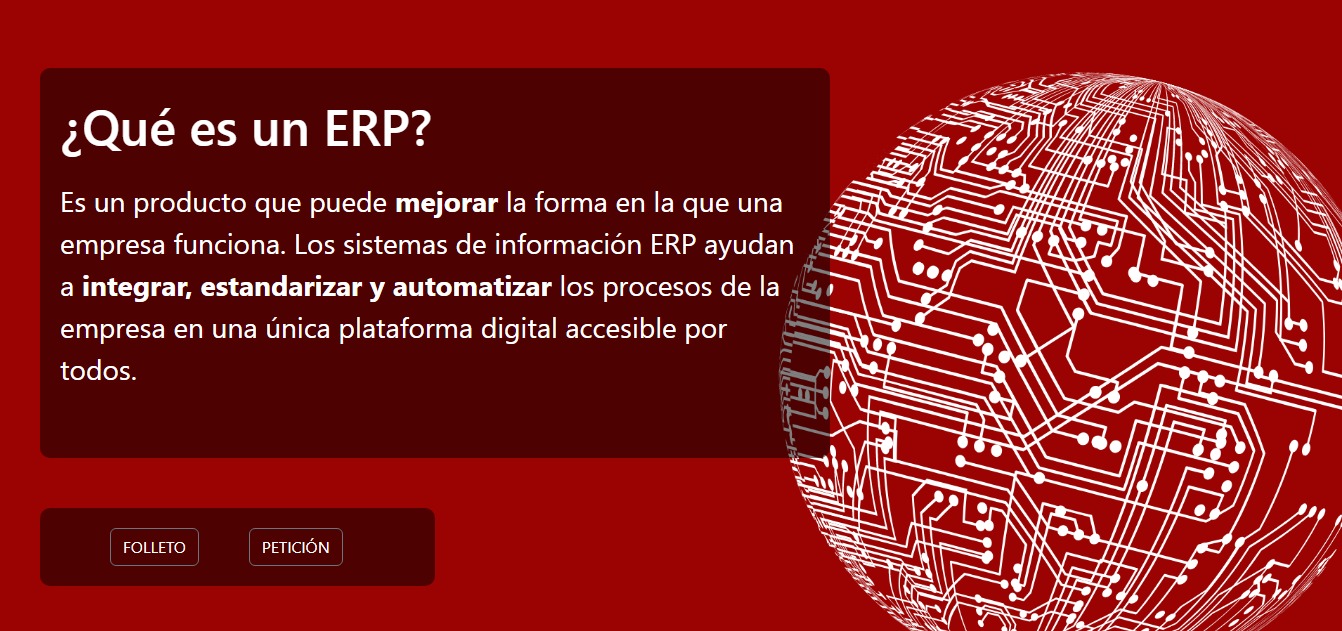 ¿Qué es un ERP?
Es un producto que puede mejorar la forma en la que una
empresa funciona. Los sistemas de información ERP ayudan
a integrar, estandarizar y automatizar los procesos de la
empresa en una única plataforma digital accesible por
todos.
FOLLETO PETICIÓN